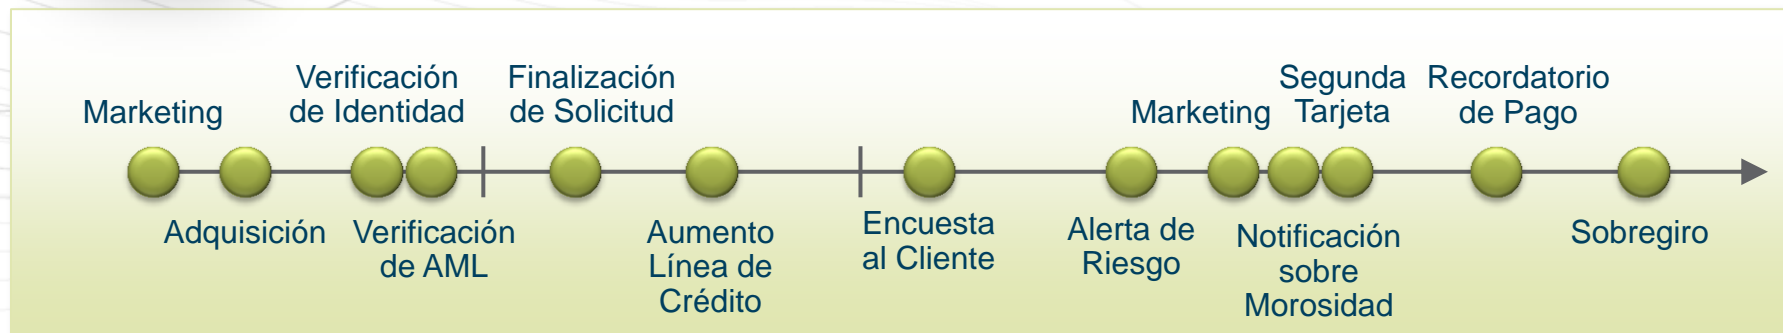 Marketing
Verificación
de Identidad
Finalización
de Solicitud
Marketing
Segunda
Tarjeta
Recordatorio
de Pago
Adquisición
Verificación
de AML
Aumento
Línea de
Crédito
Encuesta
al Cliente
Alerta de
Riesgo
Notificación
sobre
Morosidad
Sobregiro